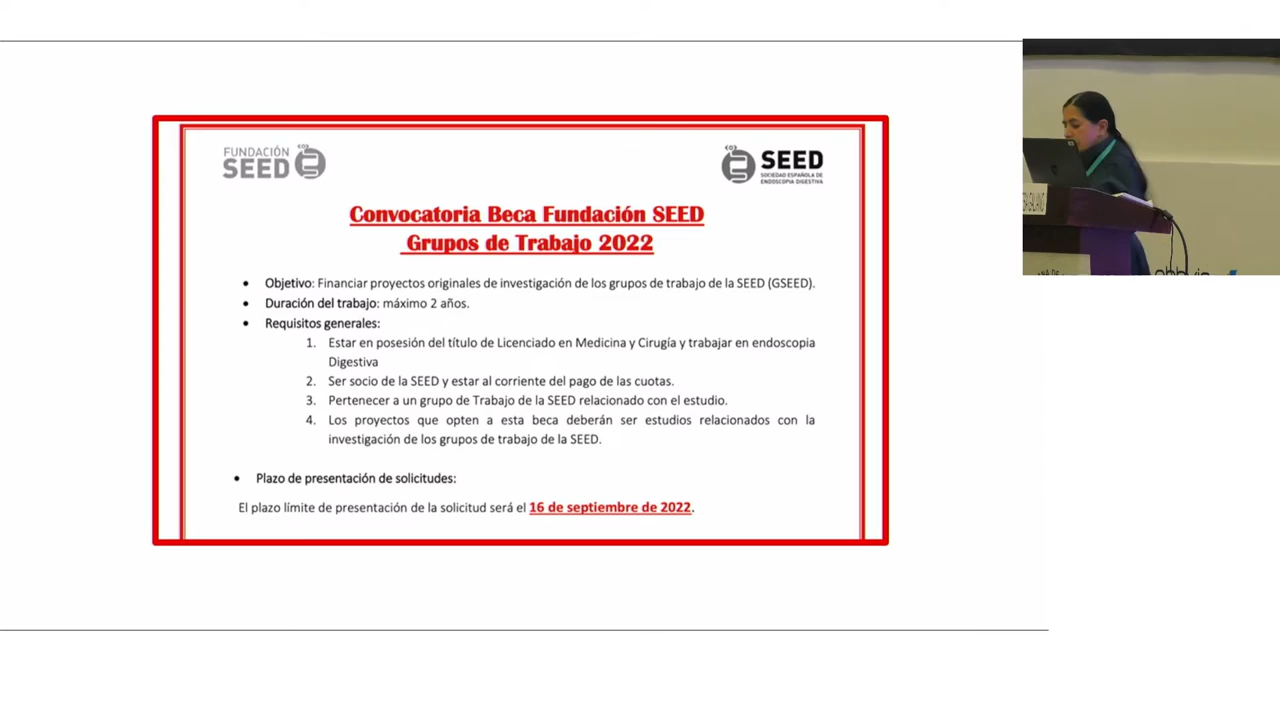 FUNDACIÓN
SEED
SEED
SOCIEDAD ESPAÑOLA DE
ENDOSCOPIA DIGESTIVA
Convocatoria Beca Fundación SEED
Grupos de Trabajo 2022
• Objetivo: Financiar proyectos originales de investigación de los grupos de trabajo de la SEED (GSEED).
• Duración del trabajo: máximo 2 años.
• Requisitos generales:
1. Estar en posesión del título de Licenciado en Medicina y Cirugía y trabajar en endoscopia
Digestiva
2. Ser socio de la SEED y estar al corriente del pago de las cuotas.
3. Pertenecer a un grupo de Trabajo de la SEED relacionado con el estudio.
4. Los proyectos que opten a esta beca deberán ser estudios relacionados con la
investigación de los grupos de trabajo de la SEED.
• Plazo de presentación de solicitudes:
El plazo límite de presentación de la solicitud será el 16 de septiembre de 2022.